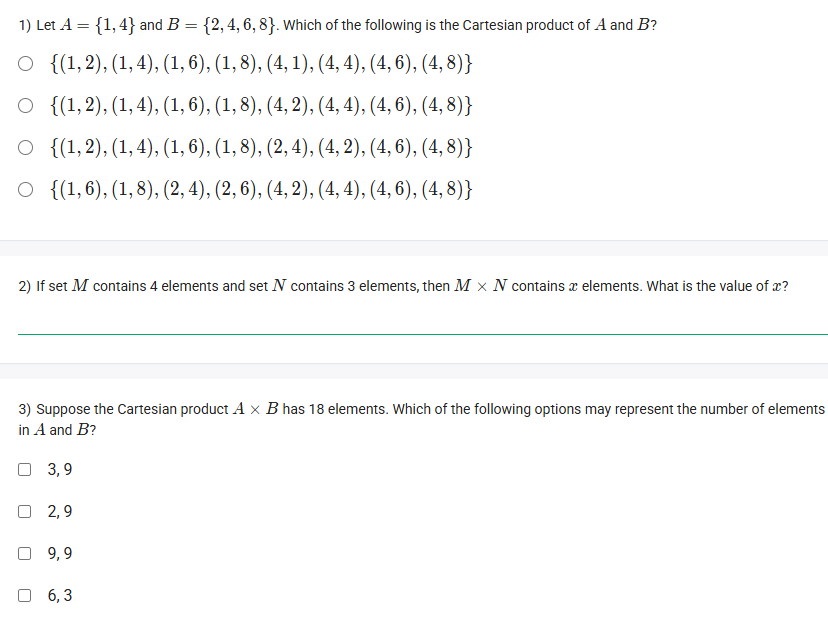 1) Let A = {1, 4} and B = {2, 4, 6, 8}. Which of the following is the Cartesian product of A and B?
{(1, 2), (1, 4), (1, 6), (1, 8), (4, 1), (4, 4), (4, 6), (4, 8)}
{(1, 2), (1, 4), (1, 6), (1, 8), (4, 2), (4, 4), (4, 6), (4, 8)}
{(1, 2), (1, 4), (1, 6), (1, 8), (2, 4), (4, 2), (4, 6), (4, 8)}
{(1, 6), (1, 8), (2, 4), (2, 6), (4, 2), (4, 4), (4, 6), (4, 8)}
2) If set M contains 4 elements and set N contains 3 elements, then M × N contains x elements. What is the value of x?
3) Suppose the Cartesian product A × B has 18 elements. Which of the following options may represent the number of elements
in A and B?
3, 9
2, 9
9, 9
6, 3